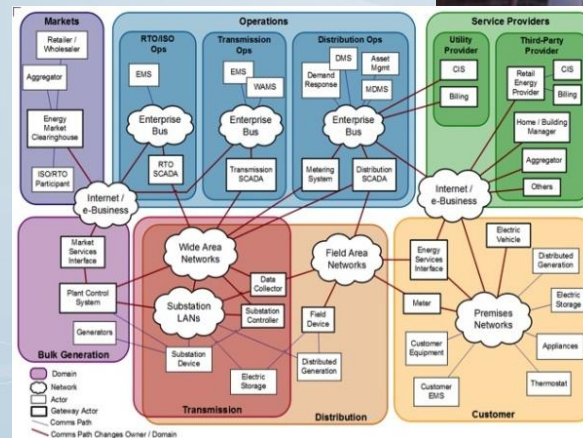 Markets
Retailer /
Wholesaler
Aggregator
Energy
Market
Clearinghouse
ISO/RTO
Participant
Operations
RTO/ISO
Ops
EMS
Enterprise
Bus
RTO
SCADA
Transmission
Ops
EMS
WAMS
Enterprise
Bus
Transmission
SCADA
Distribution Ops
DMS
Asset
Mgmt
Demand
Response
MDMS
Enterprise
Bus
Metering
System
Distribution
SCADA
Service Providers
Utility
Provider
CIS
Billing
Third-Party
Provider
CIS
Retail
Energy
Provider
Billing
Home / Building
Manager
Aggregator
Others
Internet /
e-Business
Internet /
e-Business
Market
Services
Interface
Plant Control
System
Generators
Bulk Generation
Wide Area
Networks
Substation
LANs
Data
Collector
Substation
Controller
Substation
Device
Electric
Storage
Transmission
Field Area
Networks
Field
Device
Distributed
Generation
Distribution
Energy
Services
Interface
Meter
Electric
Vehicle
Distributed
Generation
Electric
Storage
Premises
Networks
Appliances
Thermostat
Customer
Equipment
Customer
EMS
Customer
Domain
Network
Actor
Gateway Actor
Comms Path
Comms Path Changes Owner / Domain